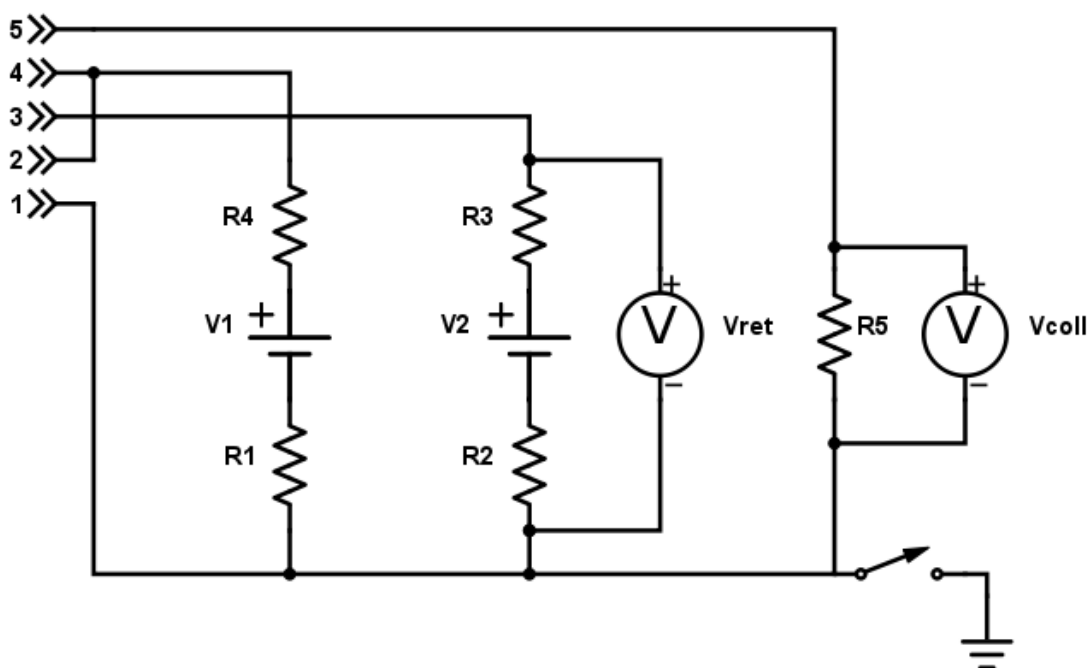 5
4
3
2
1
R4
R3
V1 +
V2 +
+
V
−
Vret
R5
+
V
−
Vcoll
R1
R2